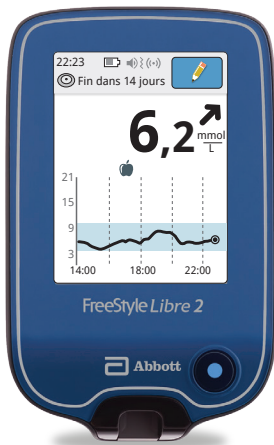 22:23
Fin dans 14 jours
6,2 mmol
L
21
15
9
3
14:00 18:00 22:00
FreeStyle Libre 2
Abbott